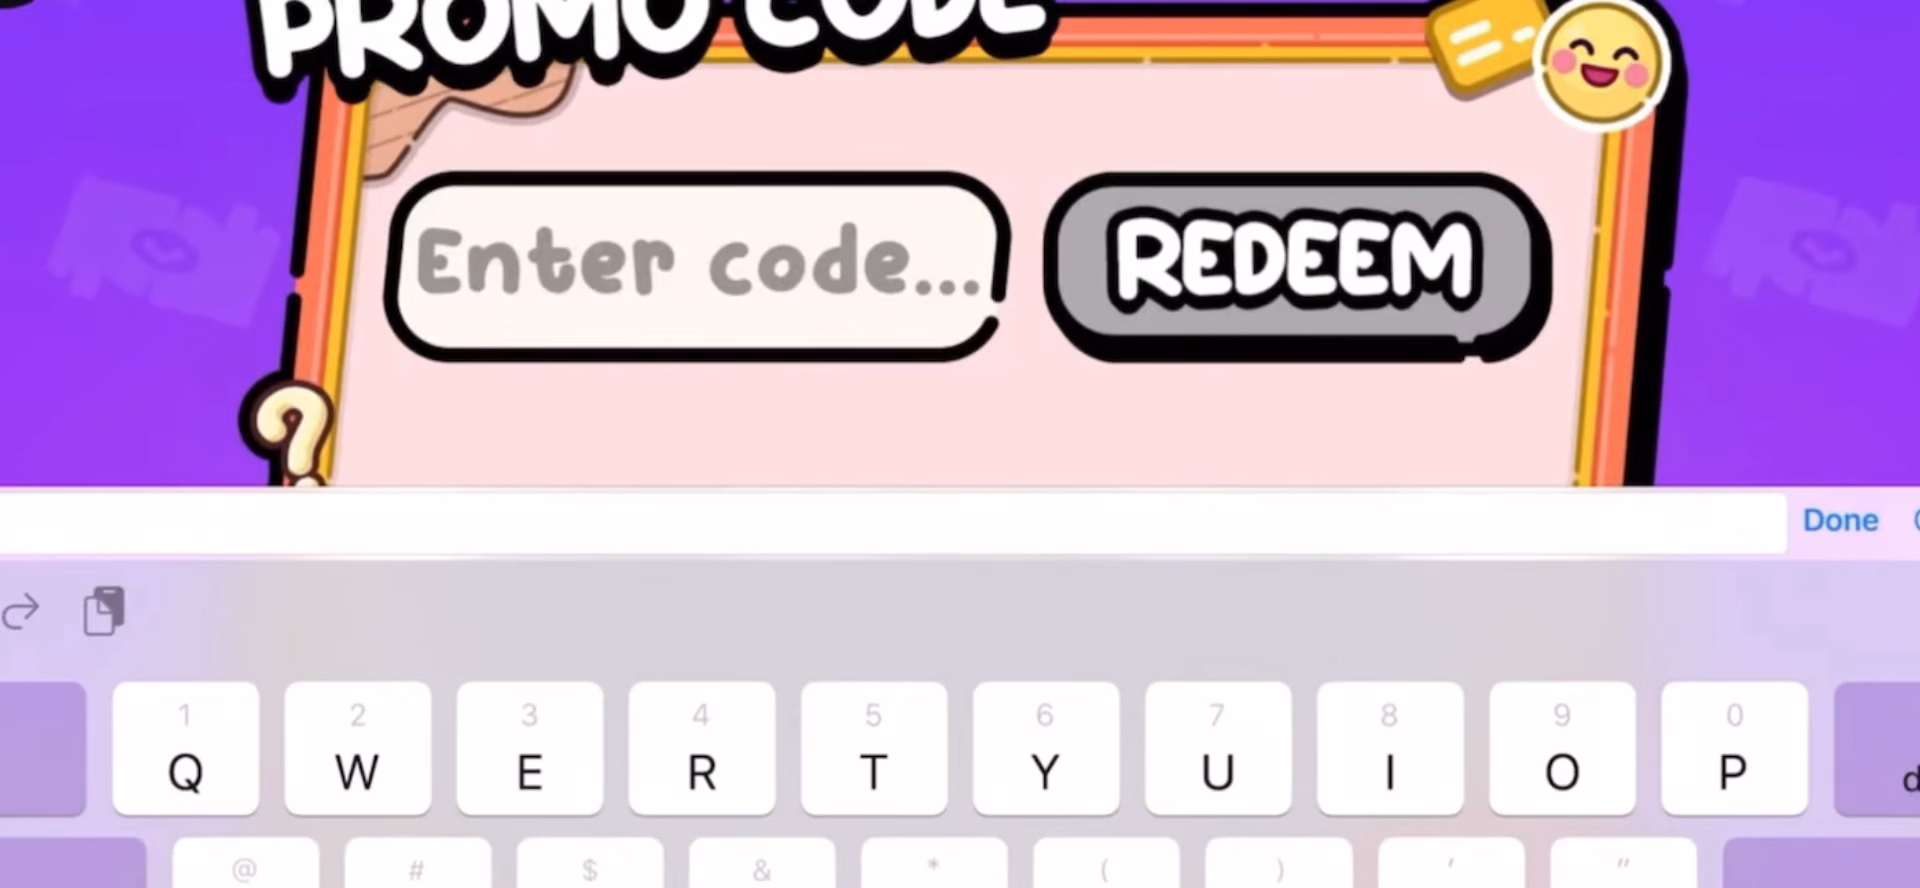 PROMO CODE
Enter code...
REDEEM
Done
1 2 3 4 5 6 7 8 9 0
Q W E R T Y U I O P
@ # $ & * ( ) ' "